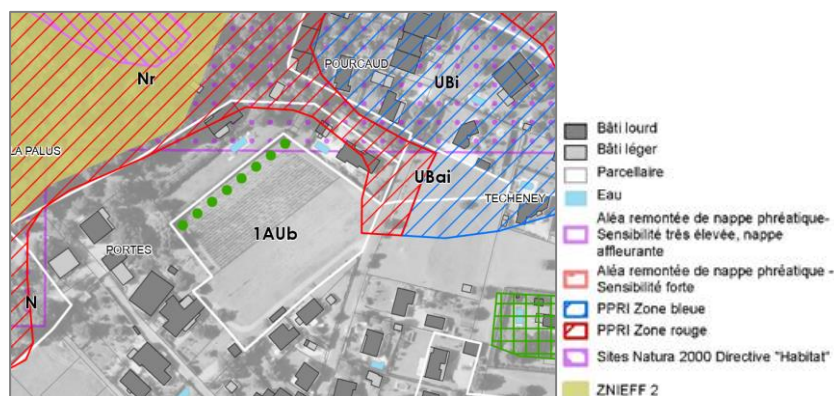 Nr
POURCAUD
UBi
LA PALUS
UBai
TECHENEY
1AUb
PORTES
N
Bâti lourd
Bâti léger
Parcellaire
Eau
Aléa remontée de nappe phréatique-
Sensibilité très élevée, nappe
affleurante
Aléa remontée de nappe phréatique -
Sensibilité forte
PPRI Zone bleue
PPRI Zone rouge
Sites Natura 2000 Directive "Habitat"
ZNIEFF 2